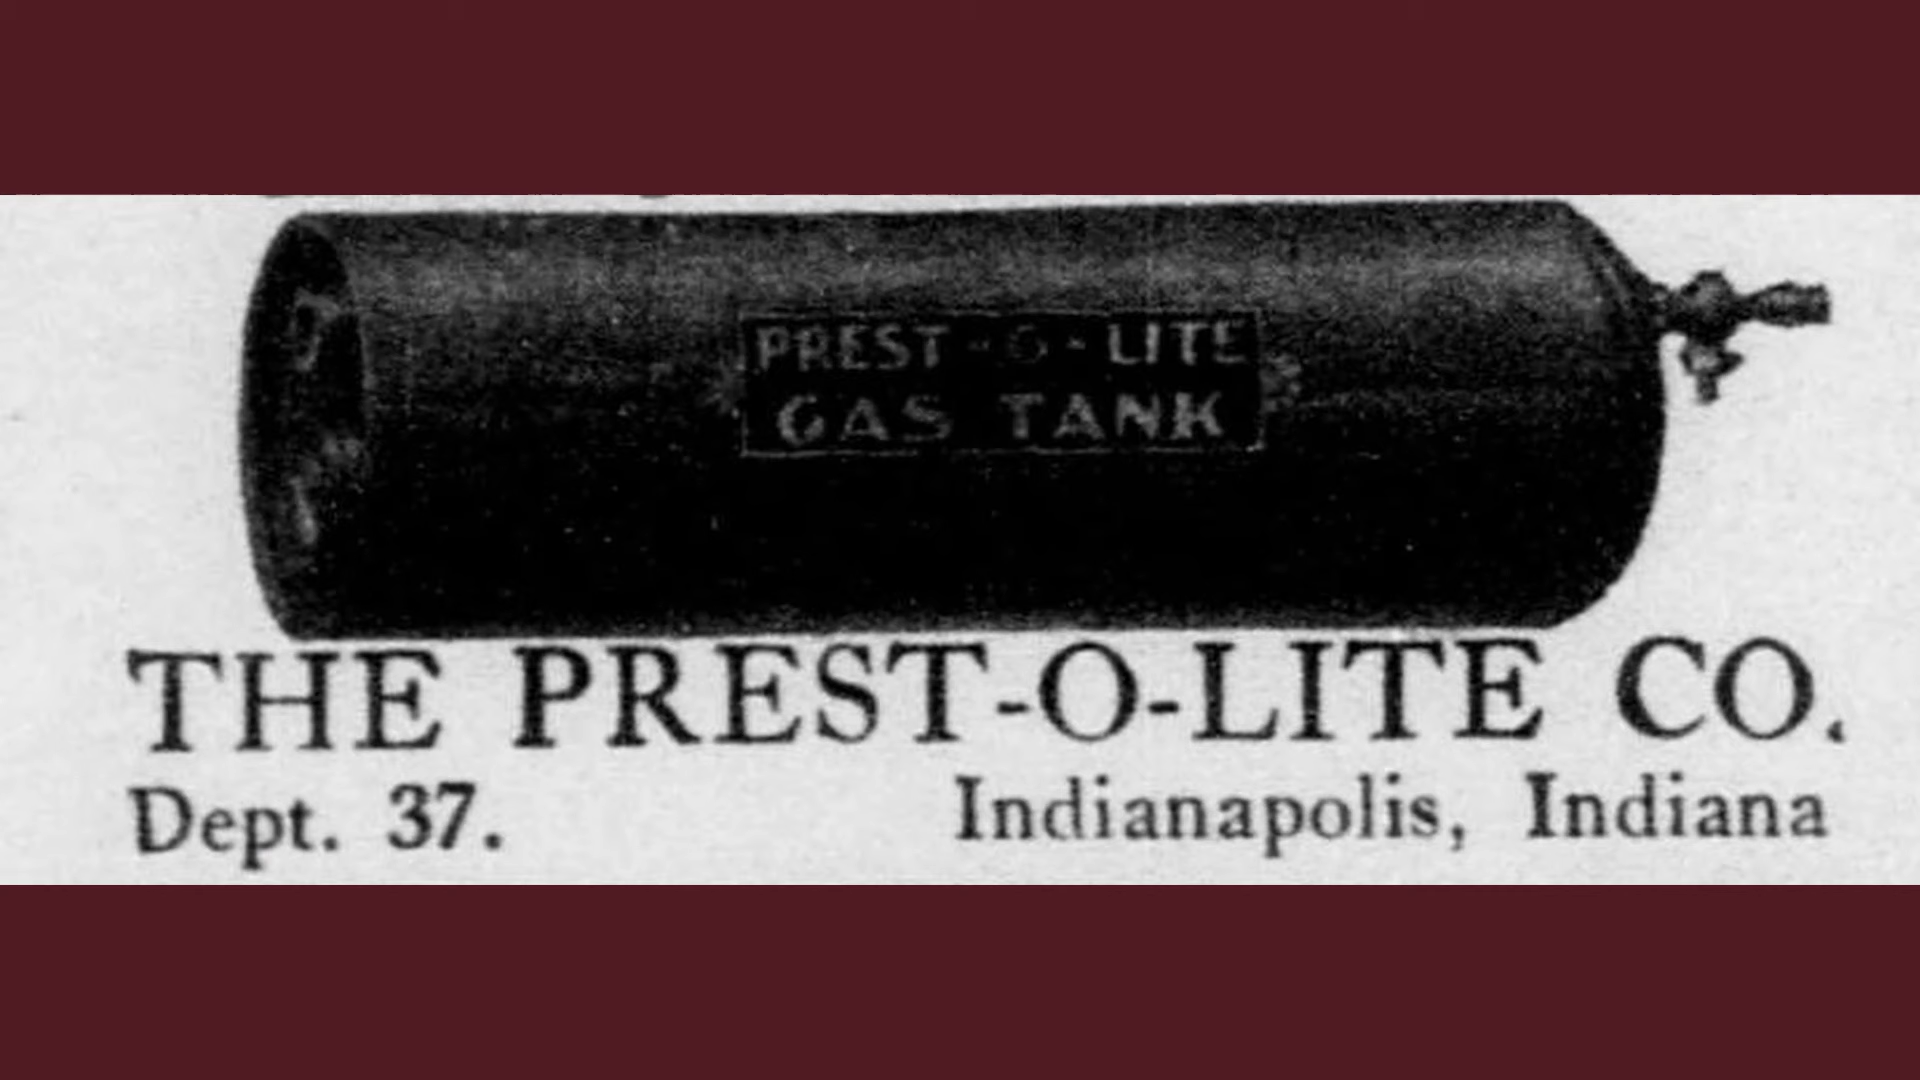 PREST-O-LITE
GAS TANK
THE PREST-O-LITE CO.
Dept. 37.
Indianapolis, Indiana